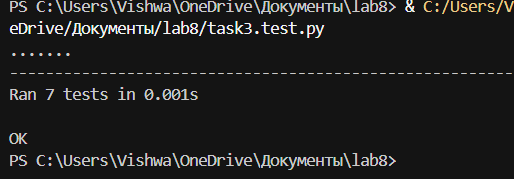 PS C:\Users\Vishwa\OneDrive\Документы\lab8> & C:/Users/V
eDrive/Документы/lab8/task3.test.py
.......
----------------------------------------------------------------------
Ran 7 tests in 0.001s
OK
PS C:\Users\Vishwa\OneDrive\Документы\lab8>